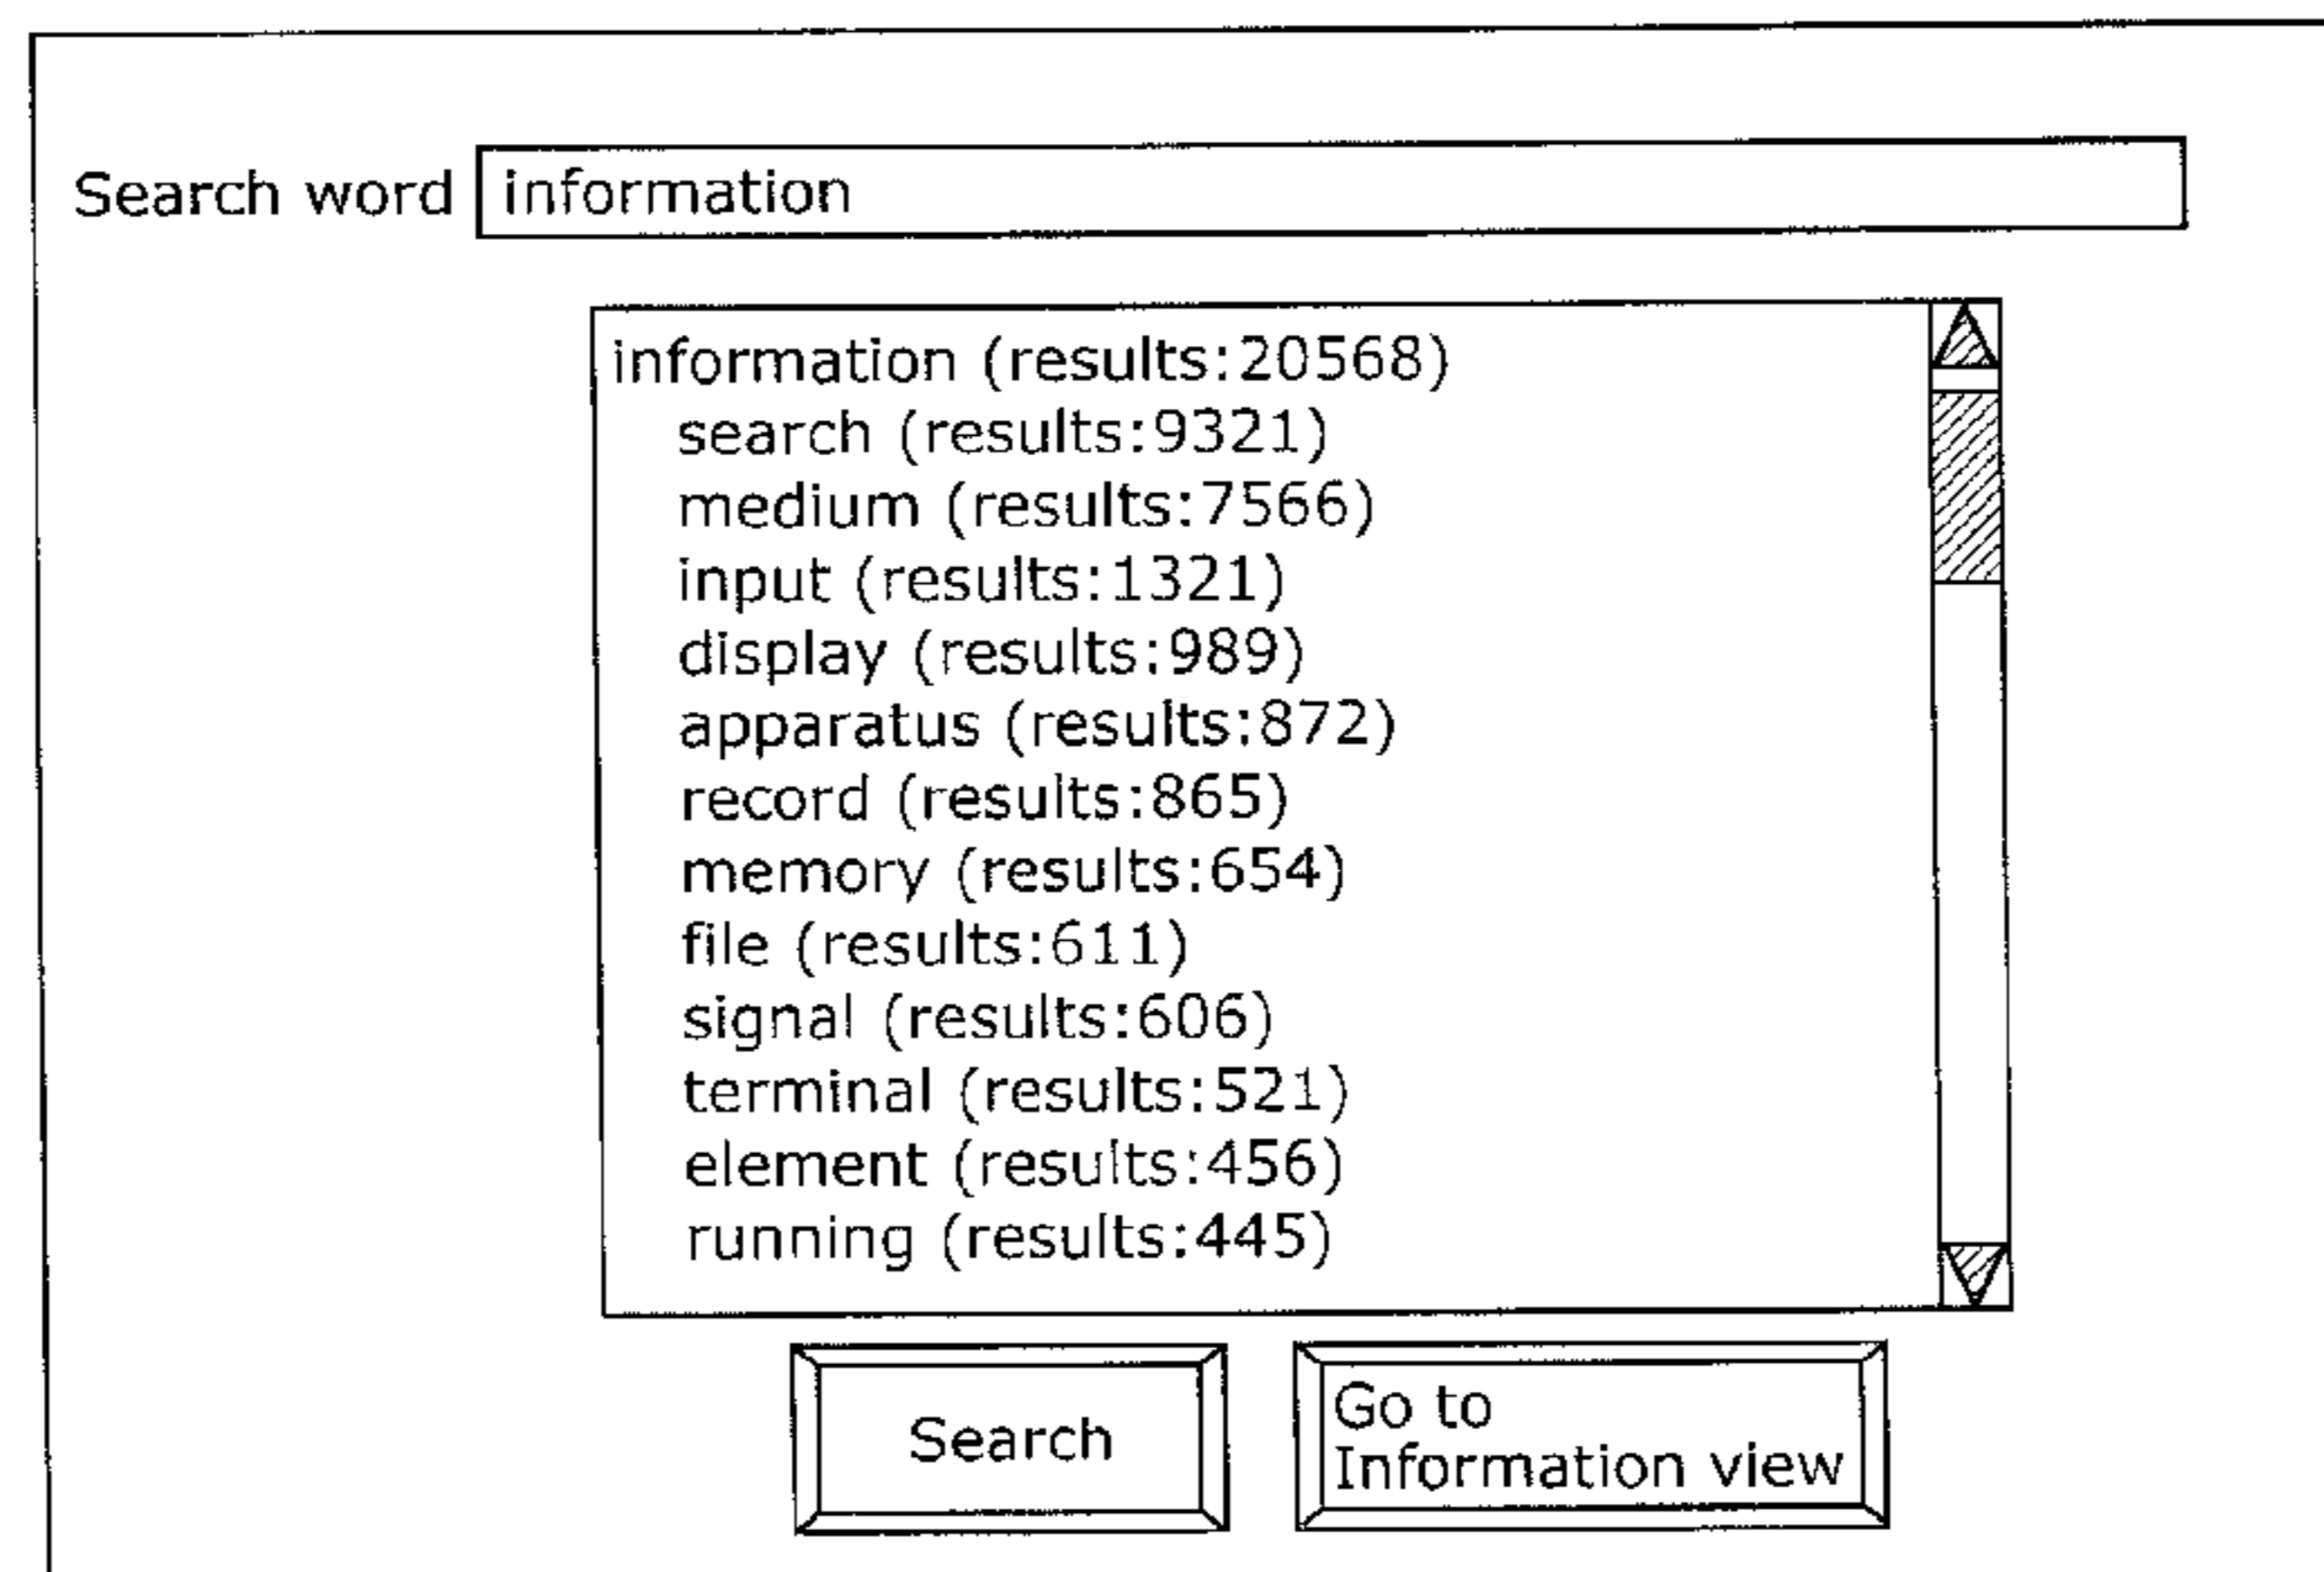 Search word information
information (results:20568)
search (results:9321)
medium (results:7566)
input (results:1321)
display (results:989)
apparatus (results:872)
record (results:865)
memory (results:654)
file (results:611)
signal (results:606)
terminal (results:521)
element (results:456)
running (results:445)
Search
Go to
Information view